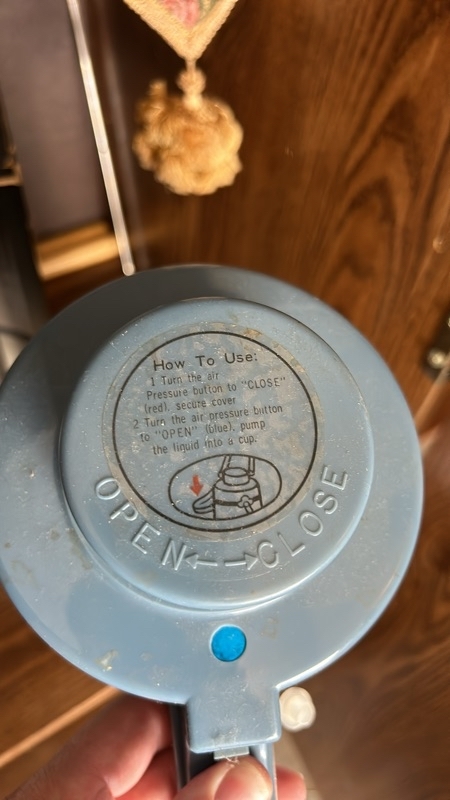 How To Use:
1 Turn the air
Pressure button to "CLOSE"
(red), secure cover
2 Turn the air pressure button
to "OPEN" (blue), pump
the liquid into a cup.
OPEN ←→ CLOSE